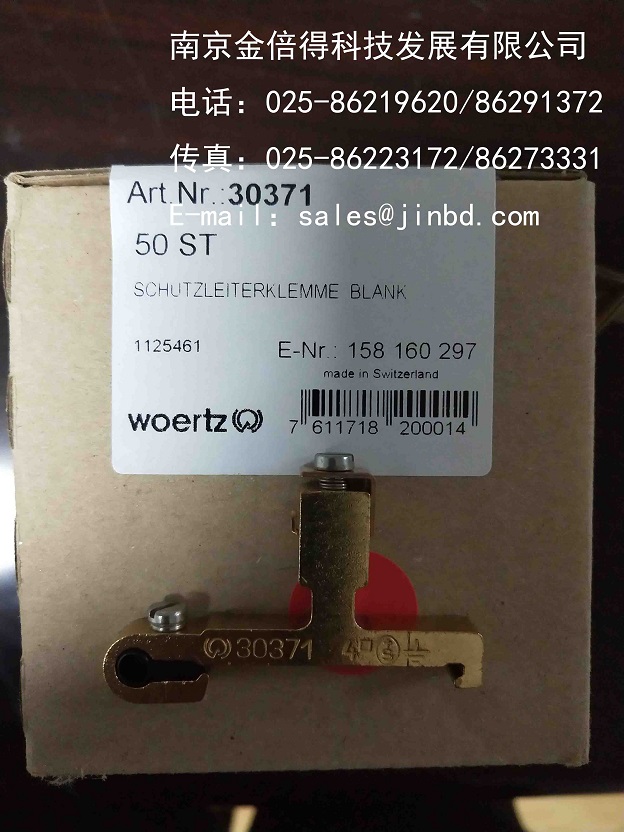 南京金倍得科技发展有限公司
电话：025-86219620/86291372
传真：025-86223172/86273331
Art.Nr.:30371
E-mail：sales@jinbd.com
50 ST
SCHUTZLEITERKLEMME BLANK
1125461
E-Nr.: 158 160 297
made in Switzerland
woertz
7 611718 200014
30371 4